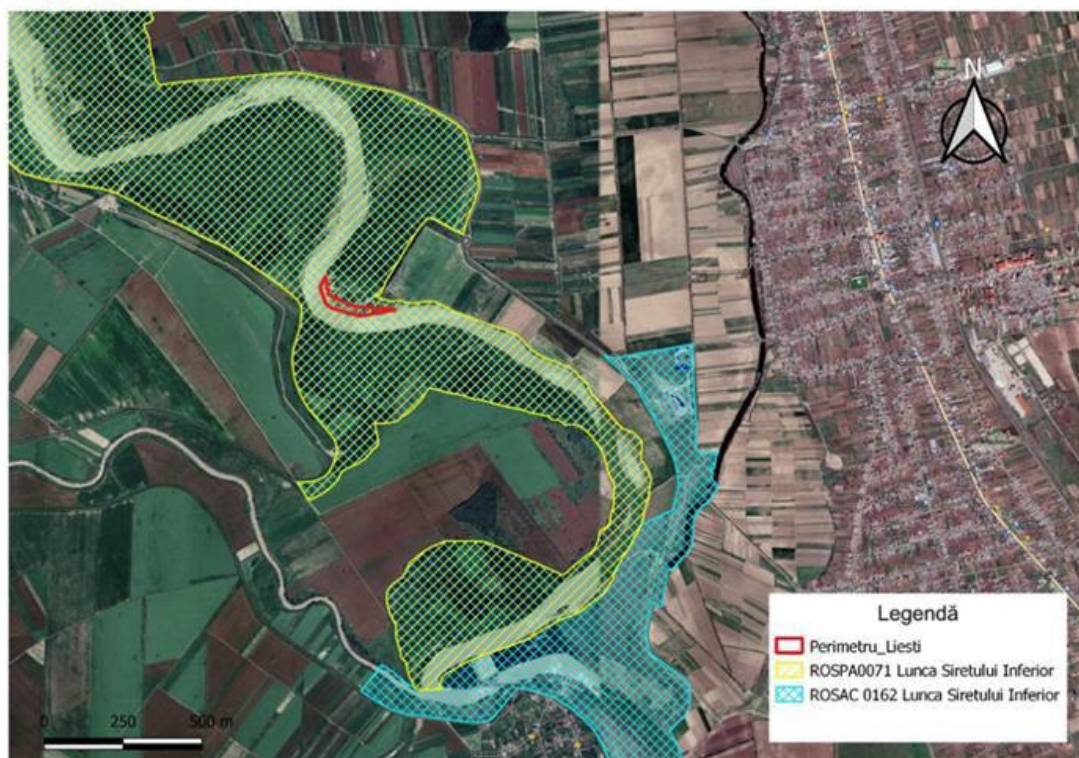 N
Legendă
Perimetru_Liesti
ROSPA0071 Lunca Siretului Inferior
ROSAC 0162 Lunca Siretului Inferior
0 250 500 m